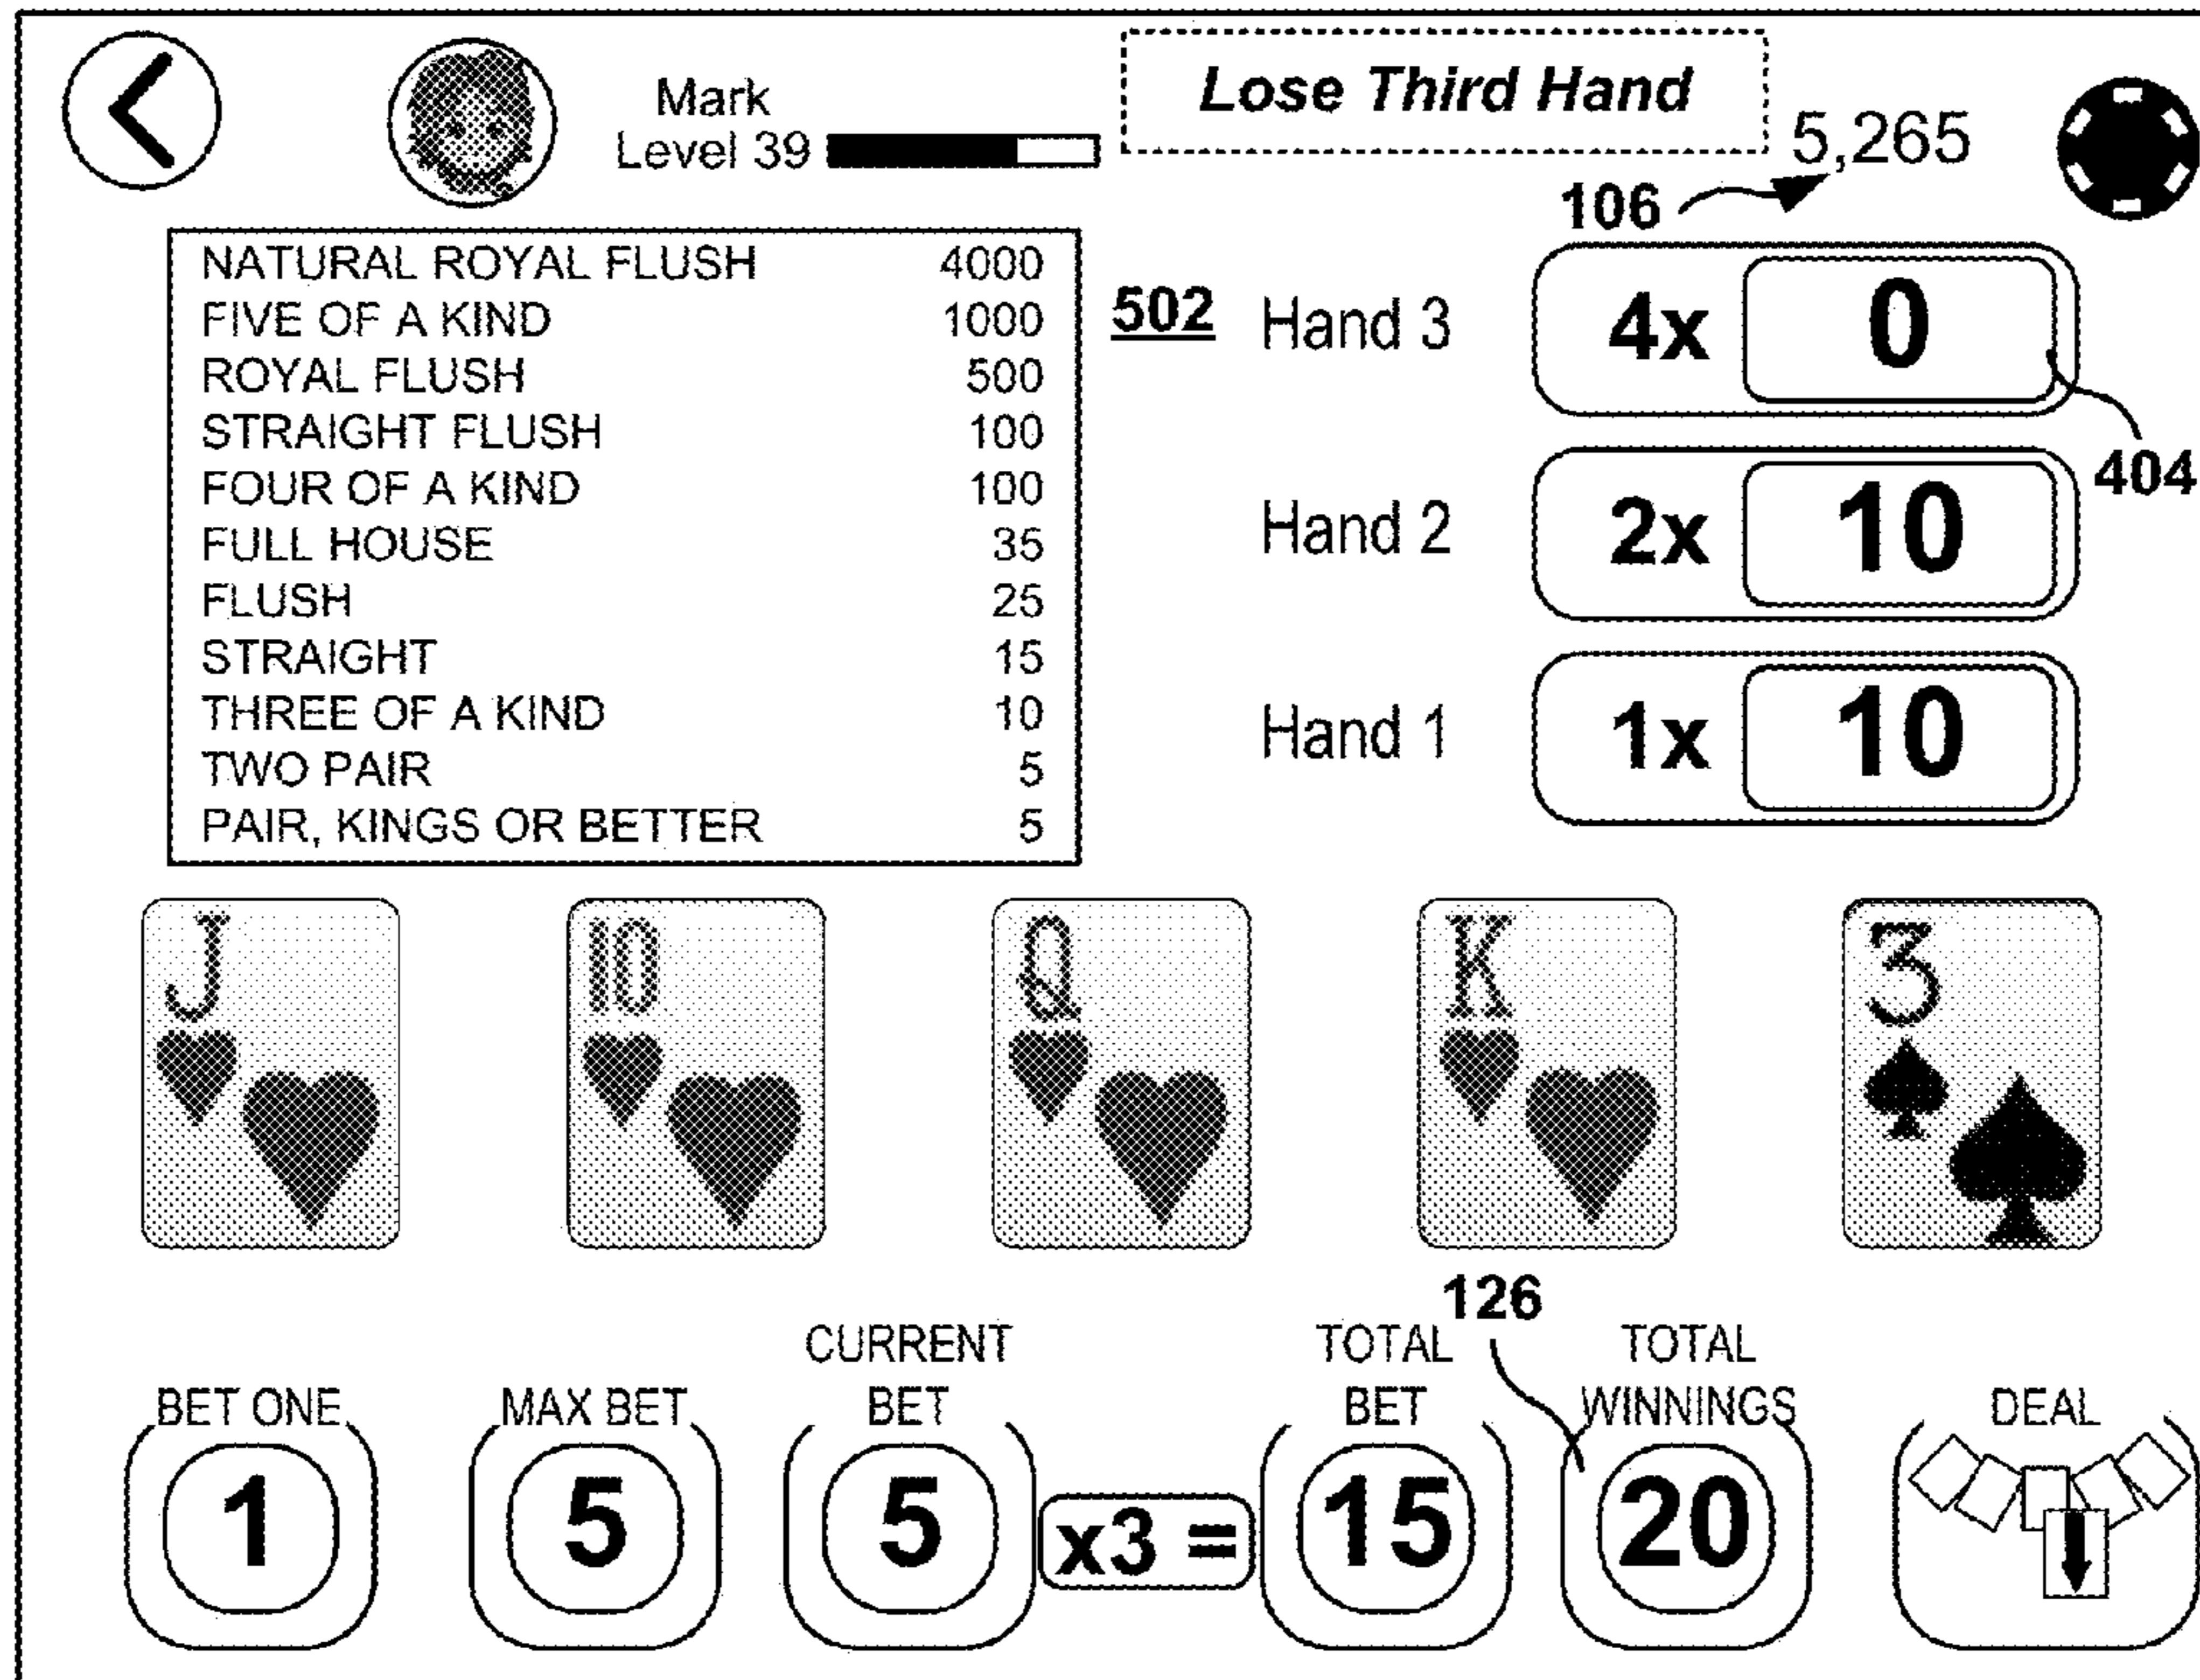 Mark
Level 39
Lose Third Hand
5,265
106
NATURAL ROYAL FLUSH 4000
FIVE OF A KIND 1000
ROYAL FLUSH 500
STRAIGHT FLUSH 100
FOUR OF A KIND 100
FULL HOUSE 35
FLUSH 25
STRAIGHT 15
THREE OF A KIND 10
TWO PAIR 5
PAIR, KINGS OR BETTER 5
502 Hand 3 4x 0
404
Hand 2 2x 10
Hand 1 1x 10
J 10 Q K 3
126
BET ONE
1
MAX BET
5
CURRENT
BET
5
x3 =
TOTAL
BET
15
TOTAL
WINNINGS
20
DEAL